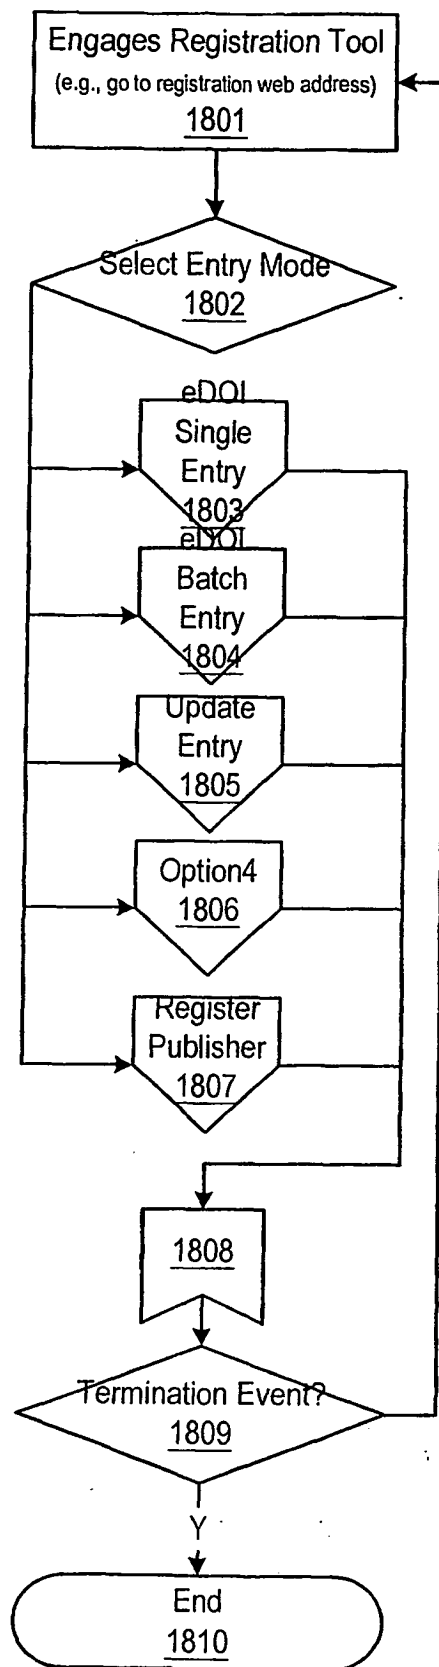 Engages Registration Tool
(e.g., go to registration web address)
1801
Select Entry Mode
1802
eDOI
Single
Entry
1803
eDOI
Batch
Entry
1804
Update
Entry
1805
Option4
1806
Register
Publisher
1807
1808
Termination Event?
1809
Y
End
1810